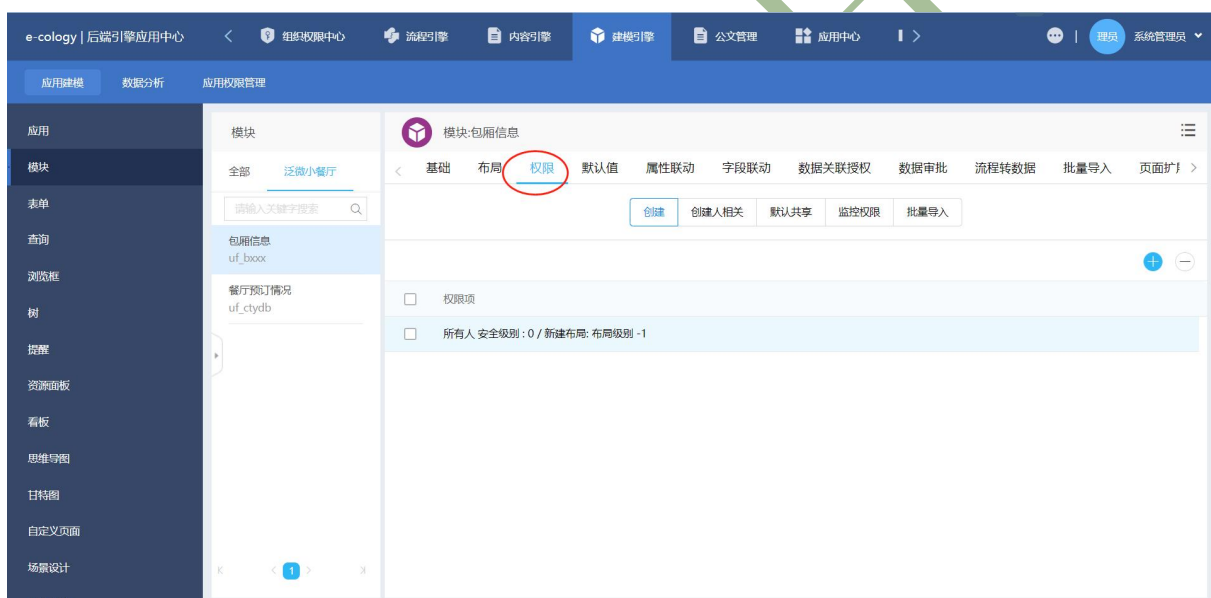 e-cology | 后端引擎应用中心 组织权限中心 流程引擎 内容引擎 建模引擎 公文管理 应用中心 理员 系统管理员
应用建模 数据分析 应用权限管理
应用
模块
表单
查询
浏览框
树
提醒
资源面板
看板
思维导图
甘特图
自定义页面
场景设计
模块
全部 泛微小餐厅
请输入关键字搜索
包厢信息
uf_bxxx
餐厅预订情况
uf_ctydb
1
模块:包厢信息
基础 布局 权限 默认值 属性联动 字段联动 数据关联授权 数据审批 流程转数据 批量导入 页面扩
创建 创建人相关 默认共享 监控权限 批量导入
权限项
所有人 安全级别 : 0 / 新建布局: 布局级别 -1